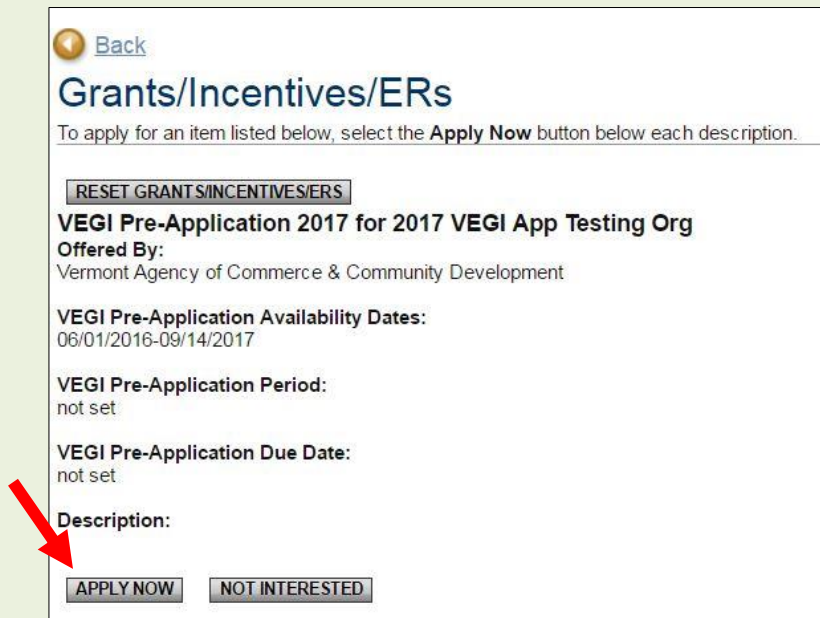 Back
Grants/Incentives/ERs
To apply for an item listed below, select the Apply Now button below each description.
RESET GRANTS/INCENTIVES/ERS
VEGI Pre-Application 2017 for 2017 VEGI App Testing Org
Offered By:
Vermont Agency of Commerce & Community Development
VEGI Pre-Application Availability Dates:
06/01/2016-09/14/2017
VEGI Pre-Application Period:
not set
VEGI Pre-Application Due Date:
not set
Description:
APPLY NOW NOT INTERESTED